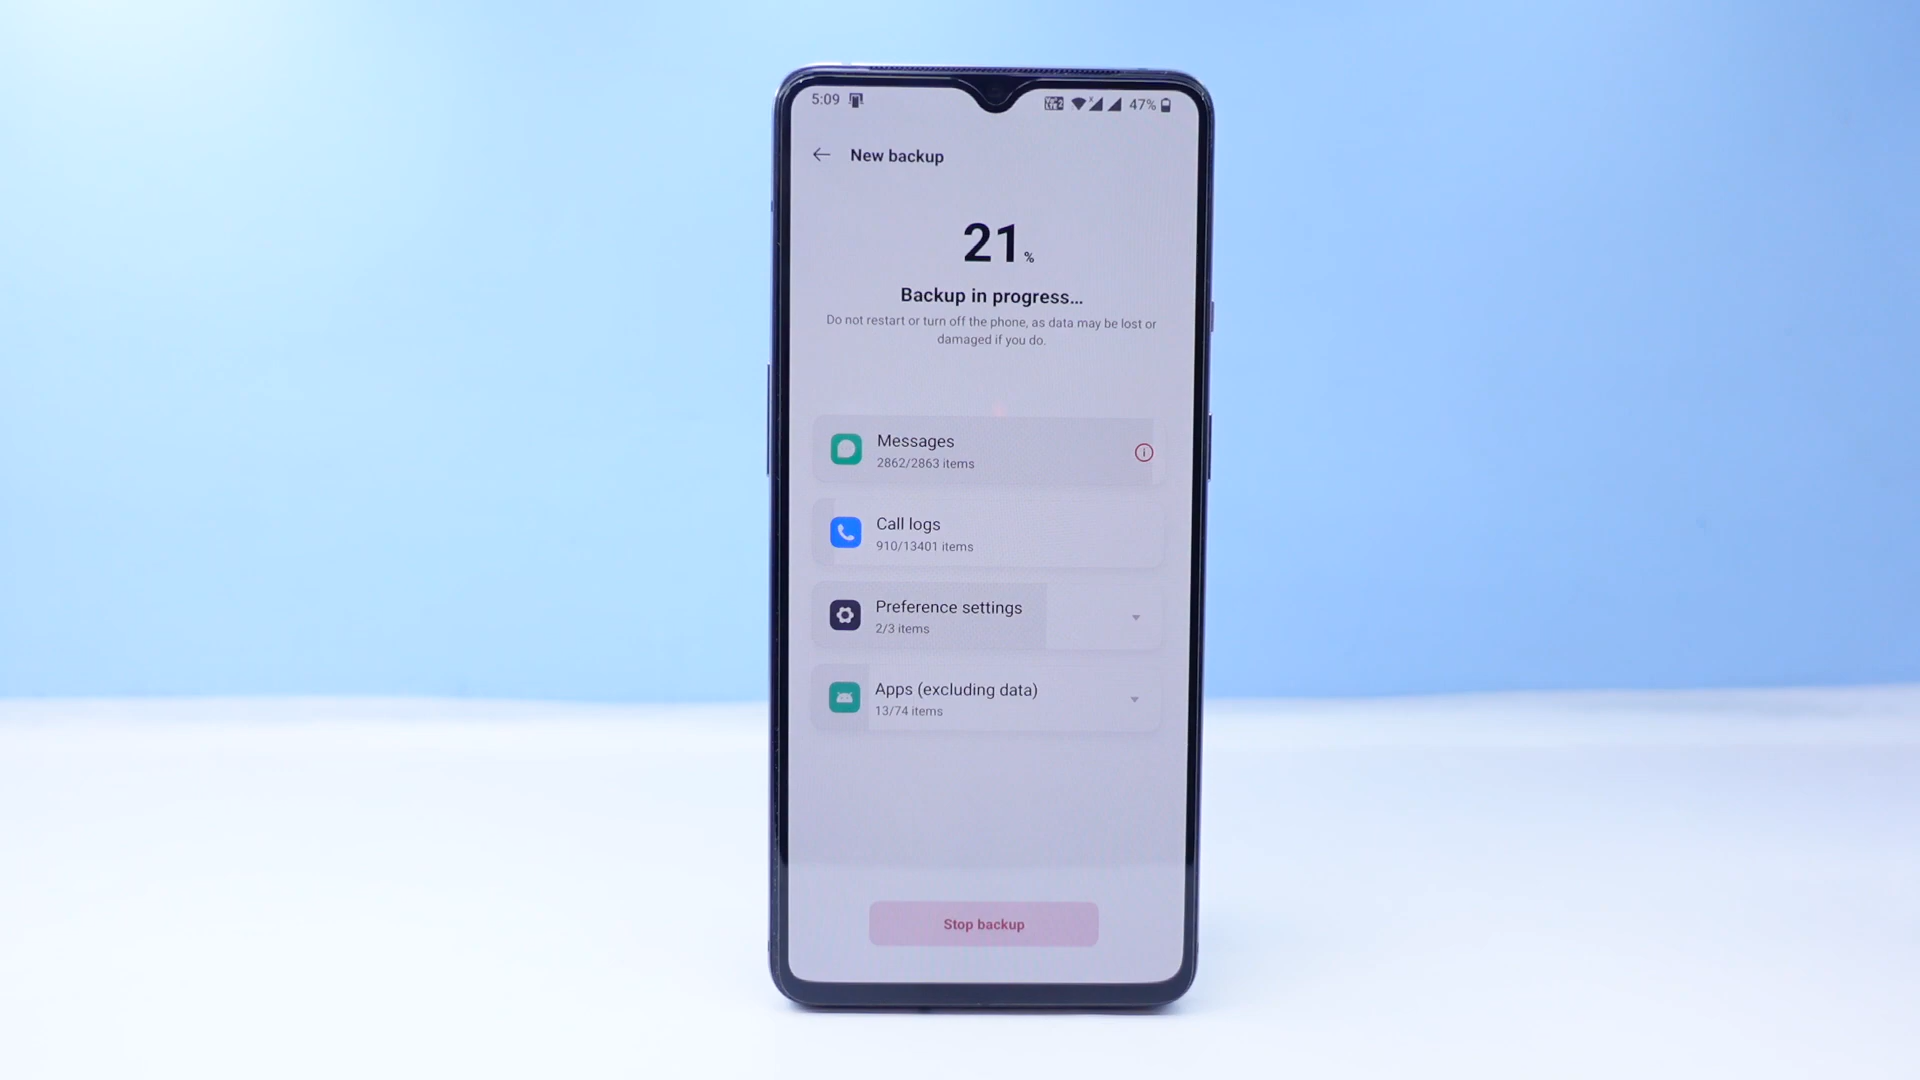 5:09
47%
New backup
21%
Backup in progress...
Do not restart or turn off the phone, as data may be lost or
damaged if you do.
Messages
2862/2863 items
Call logs
910/13401 items
Preference settings
2/3 items
Apps (excluding data)
13/74 items
Stop backup